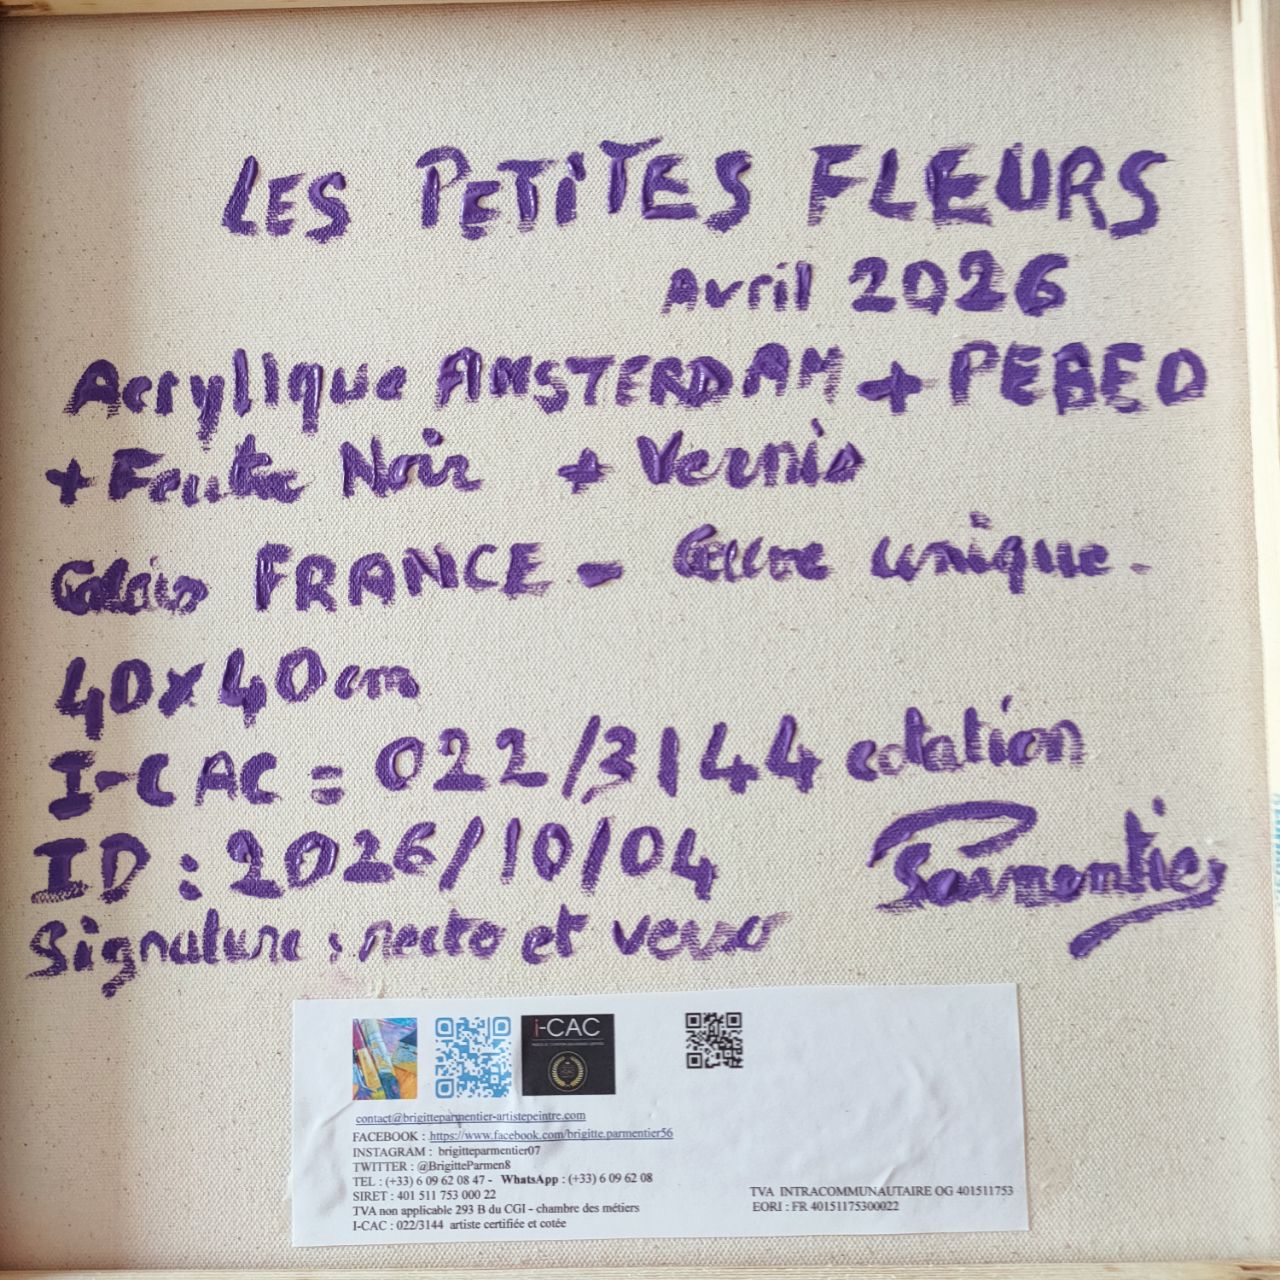 LES PETITES FLEURS
Avril 2026
Acrylique AMSTERDAM + PEBEO
+ Feutre Noir + Vernis
Calais FRANCE - Œuvre unique -
40x40cm
I-CAC = 022/3144 cotation
ID : 2026/10/04
Parmentier
Signature : recto et verso
i-CAC
contact@brigitteparmentier-artistepeintre.com
FACEBOOK : https://www.facebook.com/brigitte.parmentier56
INSTAGRAM : brigitteparmentier07
TWITTER : @BrigitteParmen8
TEL : (+33) 6 09 62 08 47 - WhatsApp : (+33) 6 09 62 08
SIRET : 401 511 753 000 22
TVA non applicable 293 B du CGI - chambre des métiers
I-CAC : 022/3144 artiste certifiée et cotée
TVA INTRACOMMUNAUTAIRE OG 401511753
EORI : FR 40151175300022